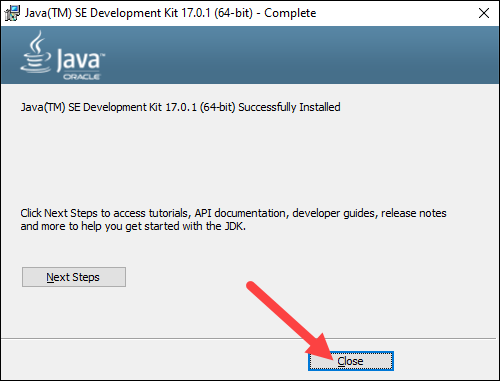 Java(TM) SE Development Kit 17.0.1 (64-bit) - Complete
Java™
ORACLE
Java(TM) SE Development Kit 17.0.1 (64-bit) Successfully Installed
Click Next Steps to access tutorials, API documentation, developer guides, release notes
and more to help you get started with the JDK.
Next Steps
Close